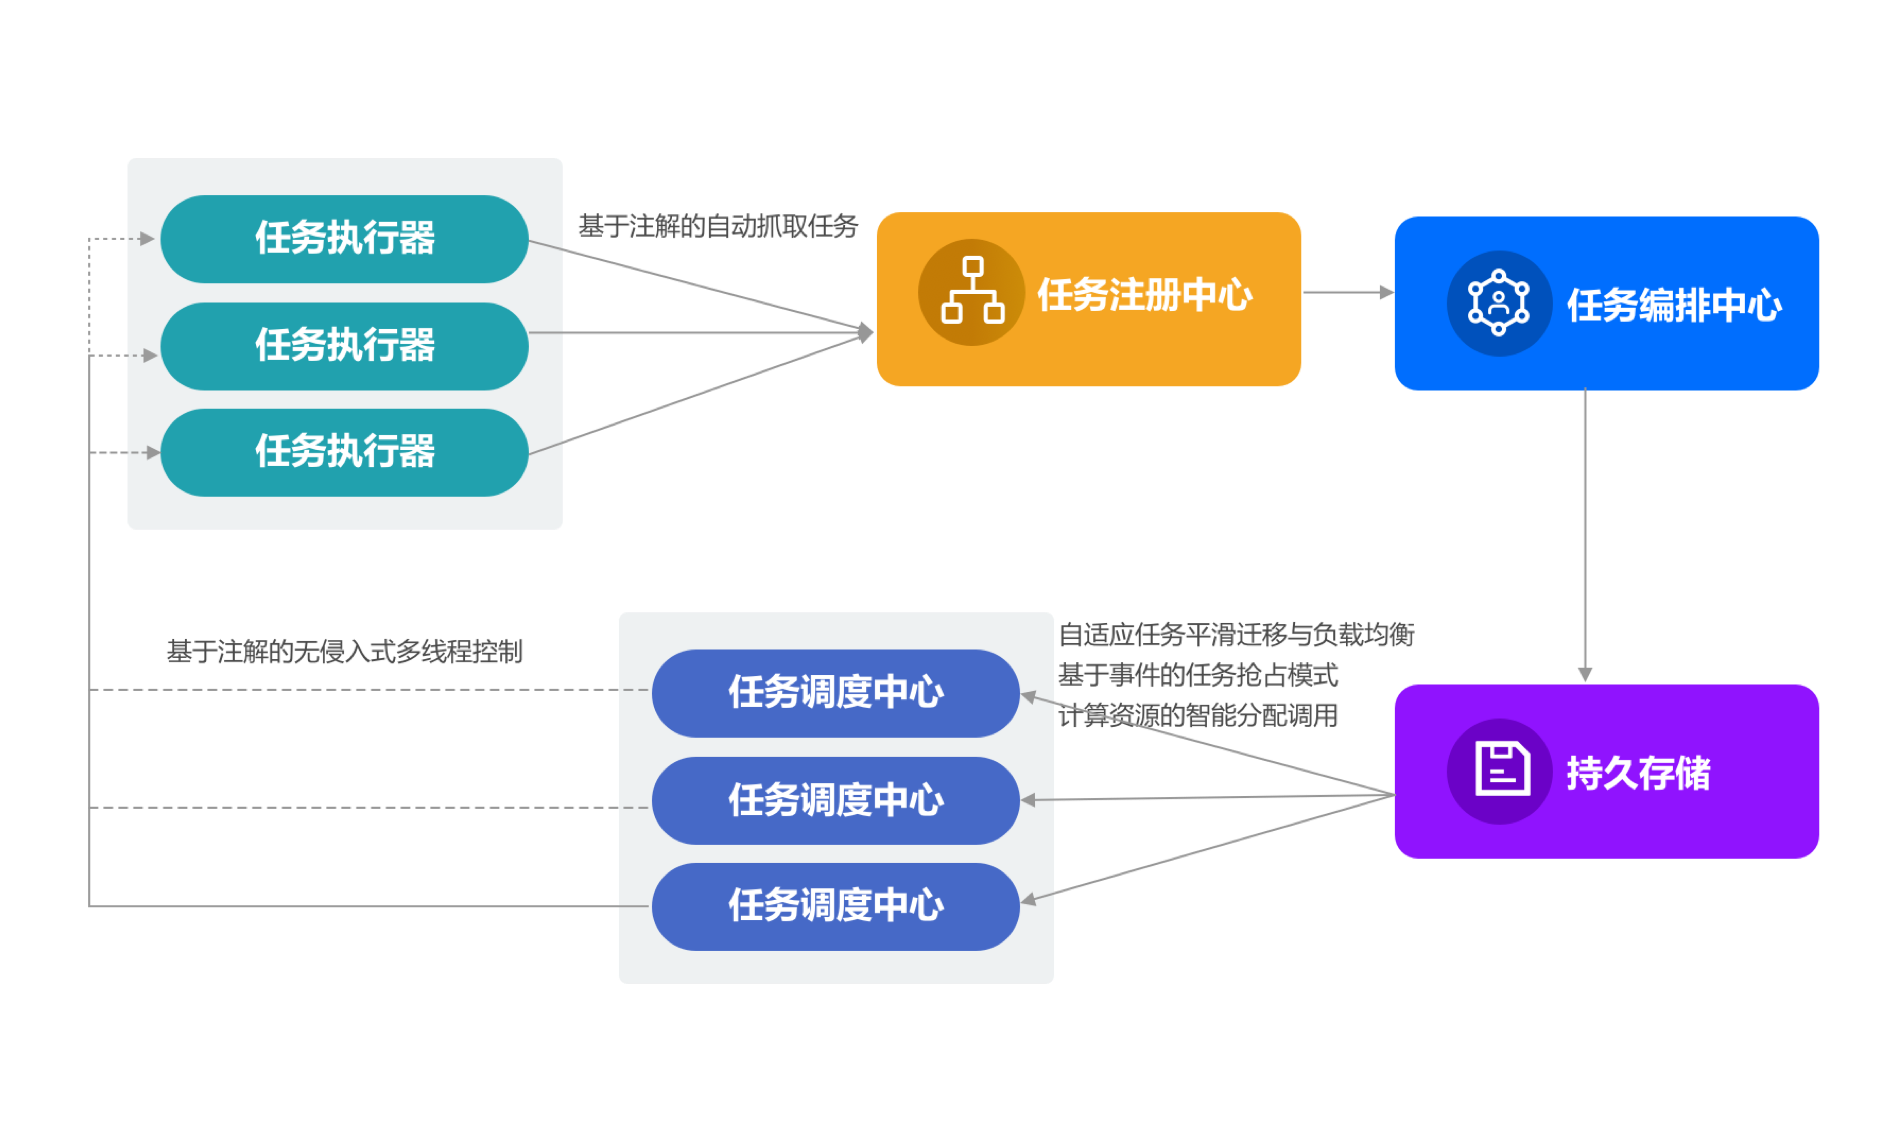 任务执行器
任务执行器
任务执行器
基于注解的自动抓取任务
任务注册中心
任务编排中心
基于注解的无侵入式多线程控制
任务调度中心
任务调度中心
任务调度中心
自适应任务平滑迁移与负载均衡
基于事件的任务抢占模式
计算资源的智能分配调用
持久存储